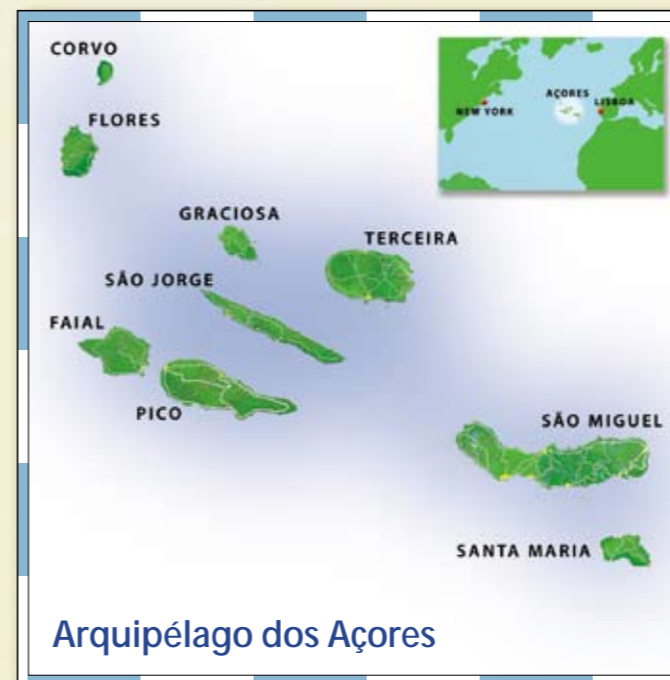 CORVO
FLORES
GRACIOSA
TERCEIRA
SÃO JORGE
FAIAL
PICO
SÃO MIGUEL
SANTA MARIA
AÇORES
NEW YORK
LISBOA
Arquipélago dos Açores